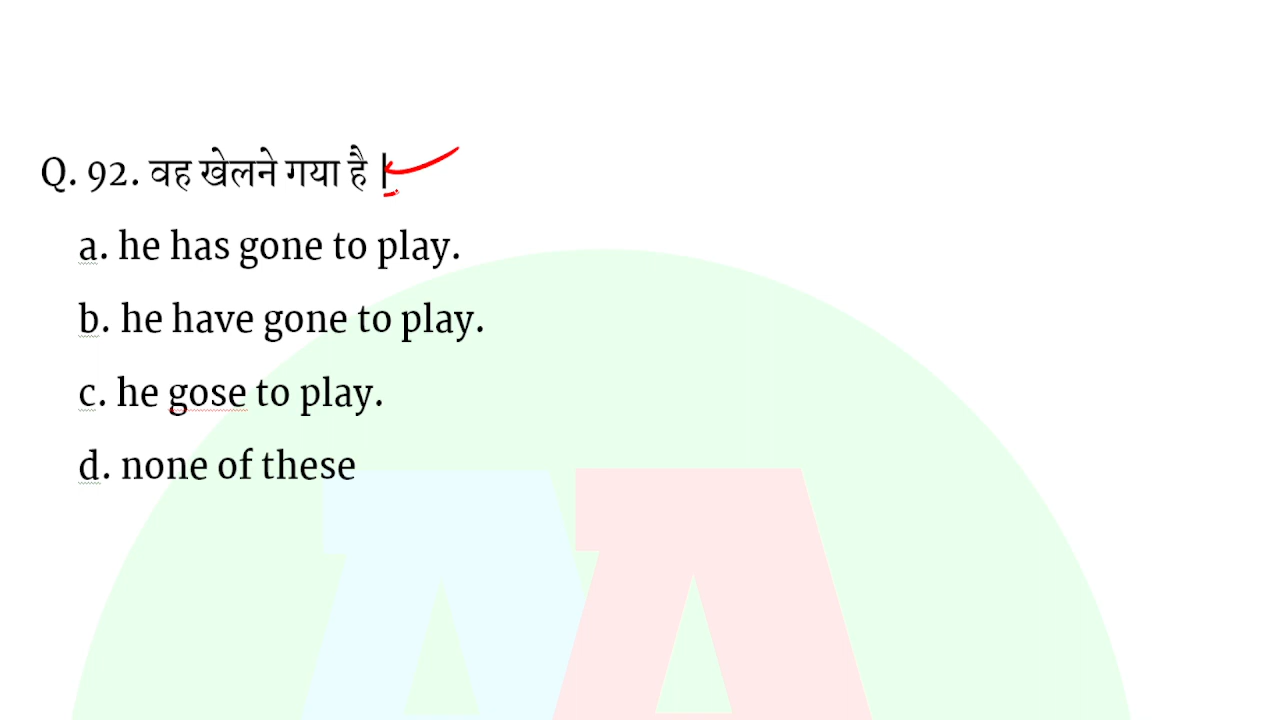 Q. 92. वह खेलने गया है |
a. he has gone to play.
b. he have gone to play.
c. he gose to play.
d. none of these